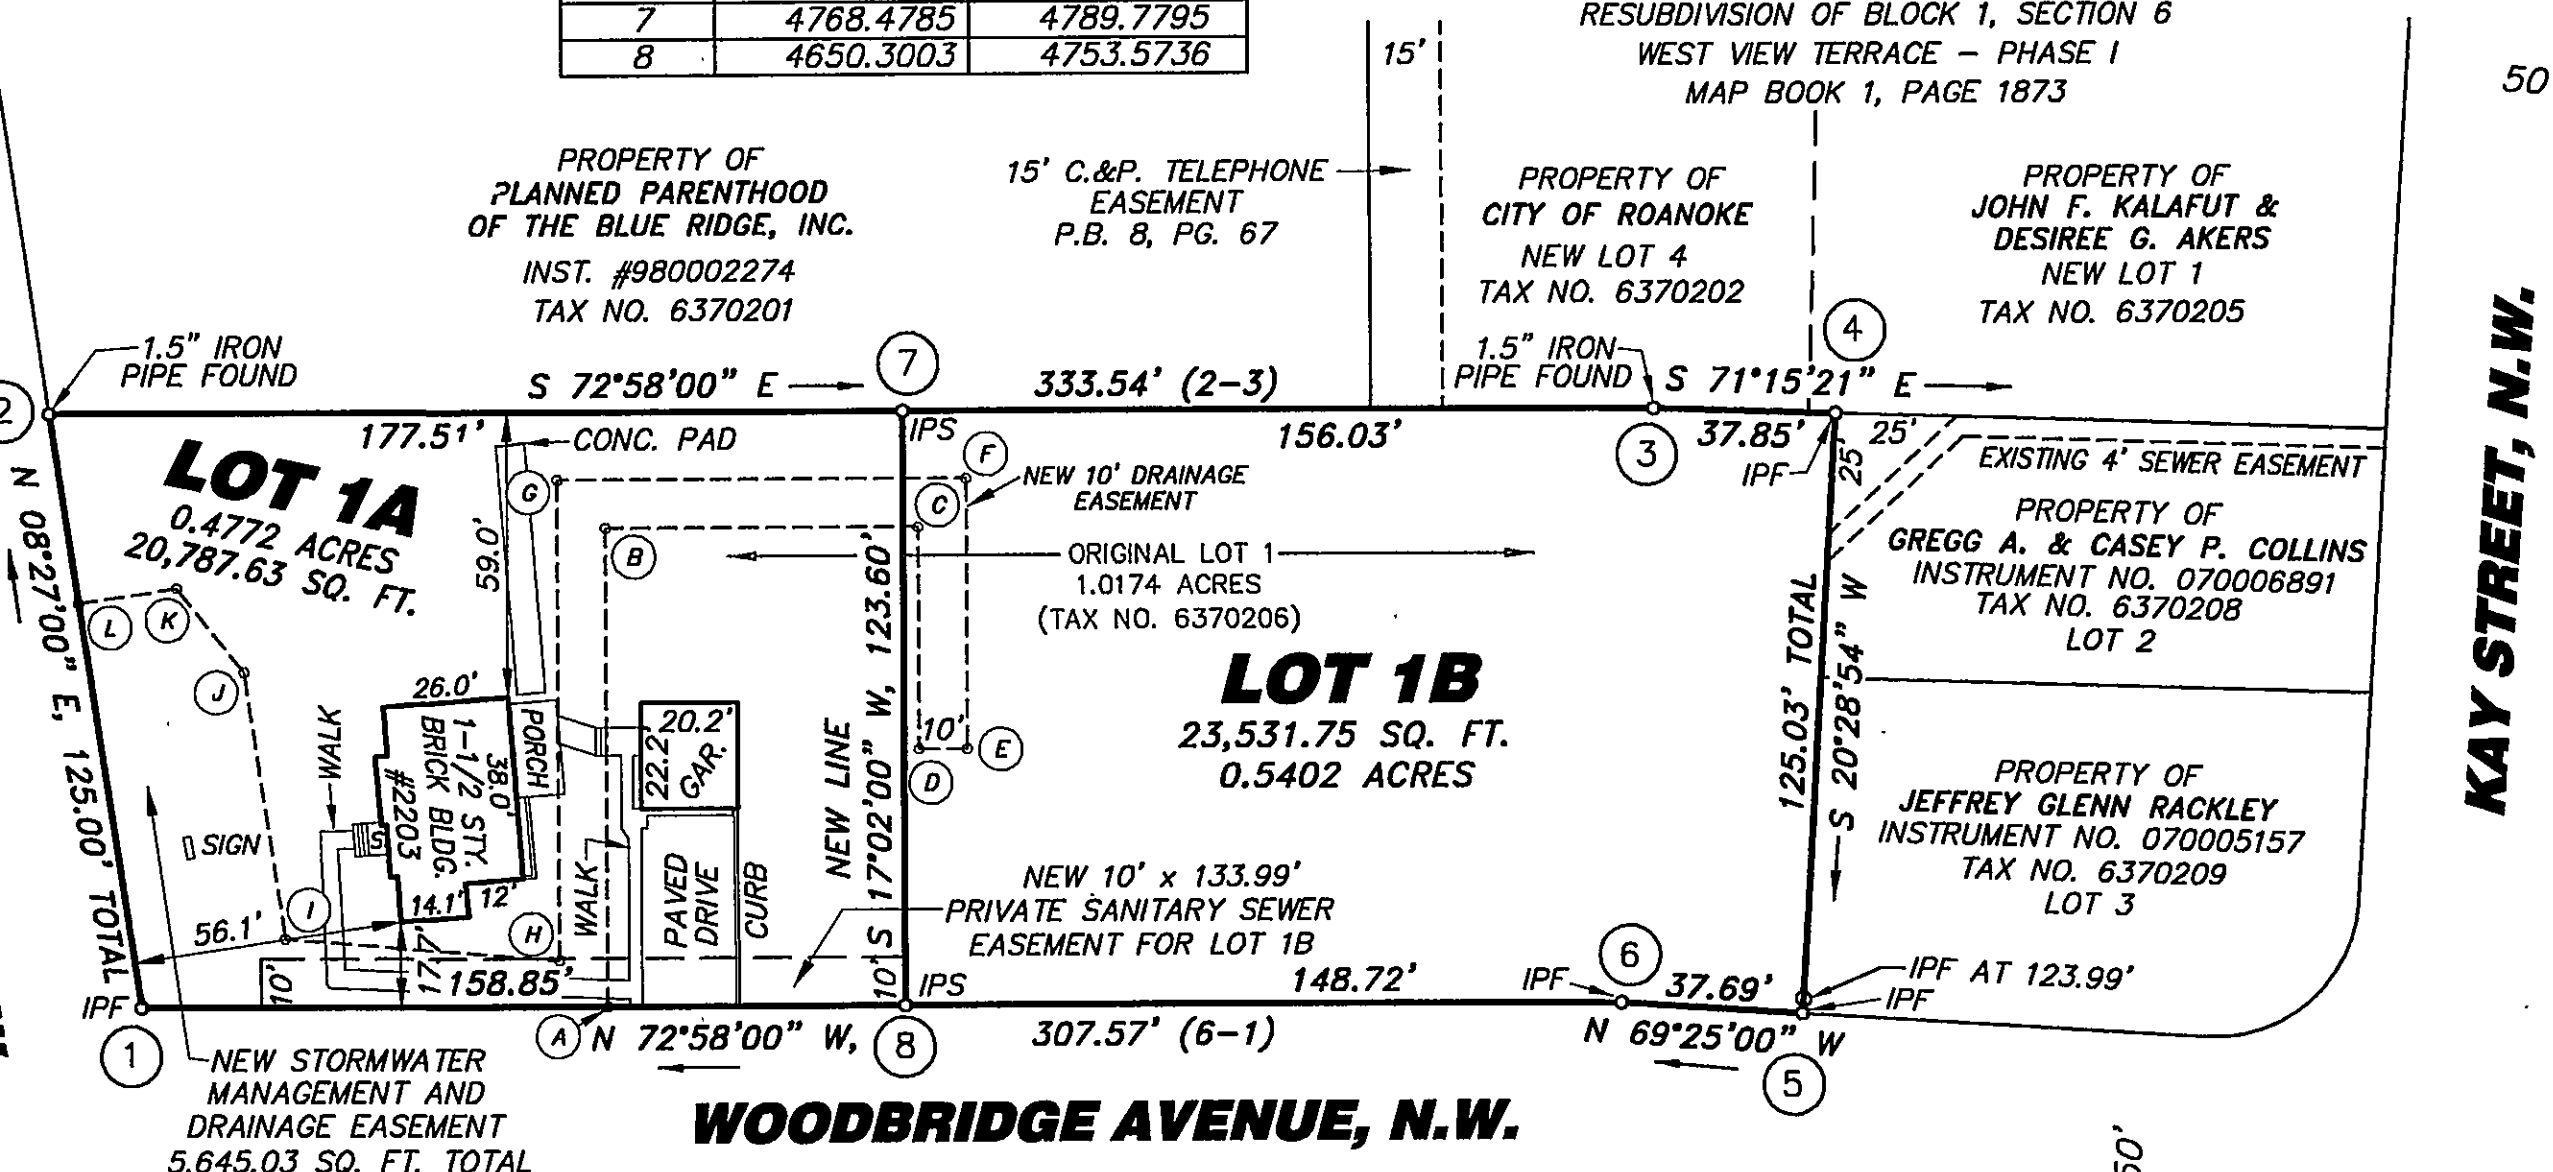 7 4768.4785 4789.7795
8 4650.3003 4753.5736
RESUBDIVISION OF BLOCK 1, SECTION 6
WEST VIEW TERRACE – PHASE I
MAP BOOK 1, PAGE 1873
15'
50
PROPERTY OF
PLANNED PARENTHOOD
OF THE BLUE RIDGE, INC.
INST. #980002274
TAX NO. 6370201
15' C.&P. TELEPHONE
EASEMENT
P.B. 8, PG. 67
PROPERTY OF
CITY OF ROANOKE
NEW LOT 4
TAX NO. 6370202
PROPERTY OF
JOHN F. KALAFUT &
DESIREE G. AKERS
NEW LOT 1
TAX NO. 6370205
1.5" IRON
PIPE FOUND
2
S 72°58'00" E
7
333.54' (2-3)
1.5" IRON
PIPE FOUND
S 71°15'21" E
4
177.51'
CONC. PAD
IPS
156.03'
3
37.85'
IPF
25'
25'
EXISTING 4' SEWER EASEMENT
LOT 1A
0.4772 ACRES
20,787.63 SQ. FT.
N 08°27'00" E, 125.00' TOTAL
59.0'
G
F
C
B
NEW 10' DRAINAGE
EASEMENT
ORIGINAL LOT 1
1.0174 ACRES
(TAX NO. 6370206)
PROPERTY OF
GREGG A. & CASEY P. COLLINS
INSTRUMENT NO. 070006891
TAX NO. 6370208
LOT 2
KAY STREET, N.W.
L
K
J
26.0'
WALK
1-1/2 STY.
BRICK BLDG.
#2203
38.0'
PORCH
20.2'
22.2'
GAR.
10'
D
E
NEW LINE
S 17°02'00" W, 123.60'
LOT 1B
23,531.75 SQ. FT.
0.5402 ACRES
125.03' TOTAL
S 20°28'54" W
PROPERTY OF
JEFFREY GLENN RACKLEY
INSTRUMENT NO. 070005157
TAX NO. 6370209
LOT 3
SIGN
S
I
14.1'
12'
56.1'
17.4'
H
WALK
PAVED
DRIVE
CURB
NEW 10' x 133.99'
PRIVATE SANITARY SEWER
EASEMENT FOR LOT 1B
10'
158.85'
10'
IPS
148.72'
IPF
6
37.69'
IPF AT 123.99'
IPF
IPF
1
A
N 72°58'00" W,
8
307.57' (6-1)
N 69°25'00" W
5
NEW STORMWATER
MANAGEMENT AND
DRAINAGE EASEMENT
5,645.03 SQ. FT. TOTAL
WOODBRIDGE AVENUE, N.W.